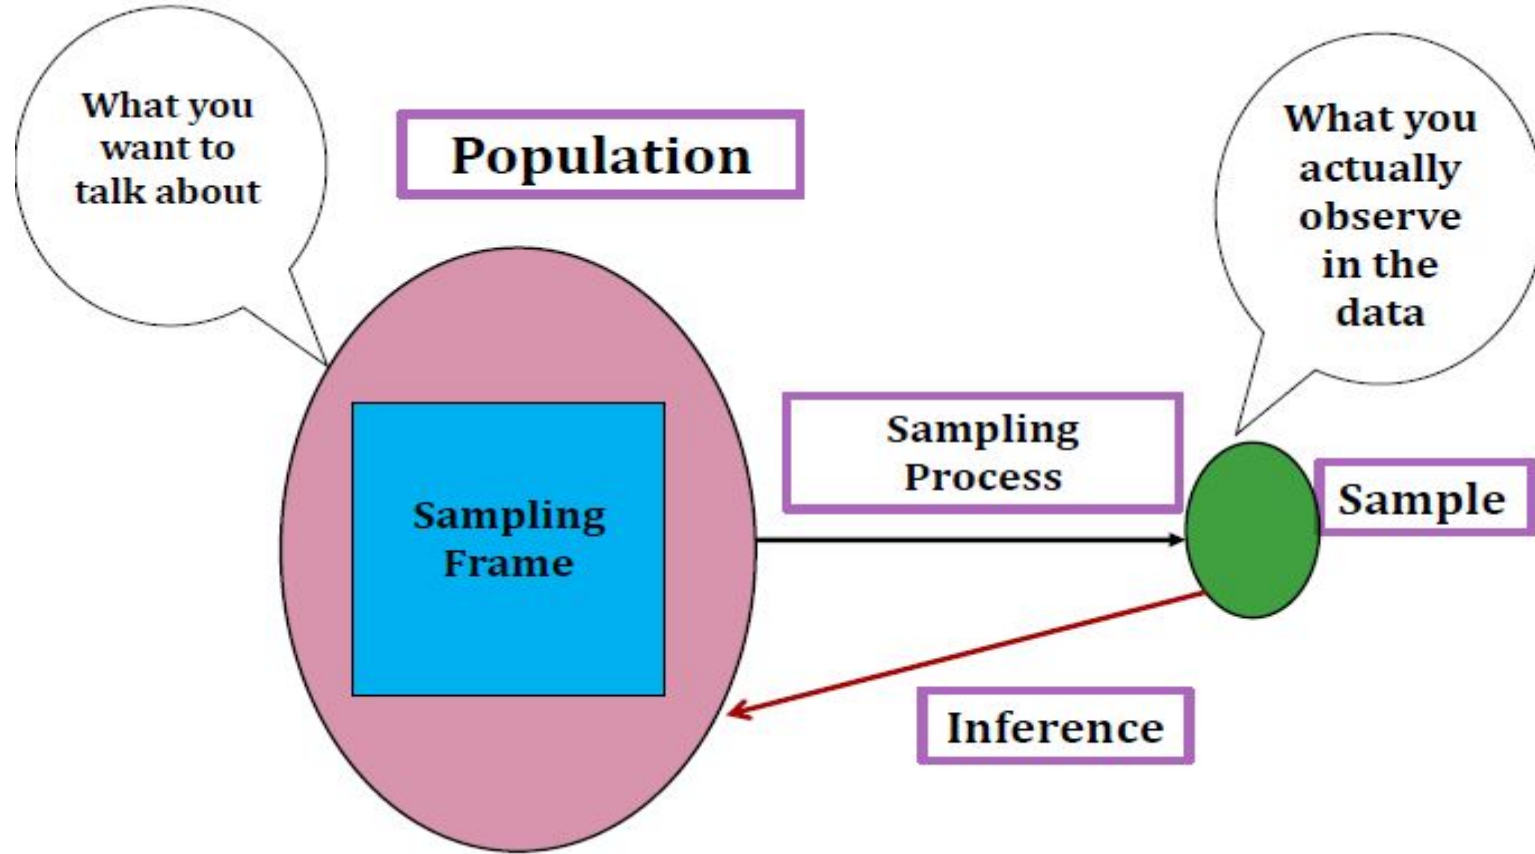 What you
want to
talk about
Population
What you
actually
observe
in the
data
Sampling
Process
Sample
Sampling
Frame
Inference